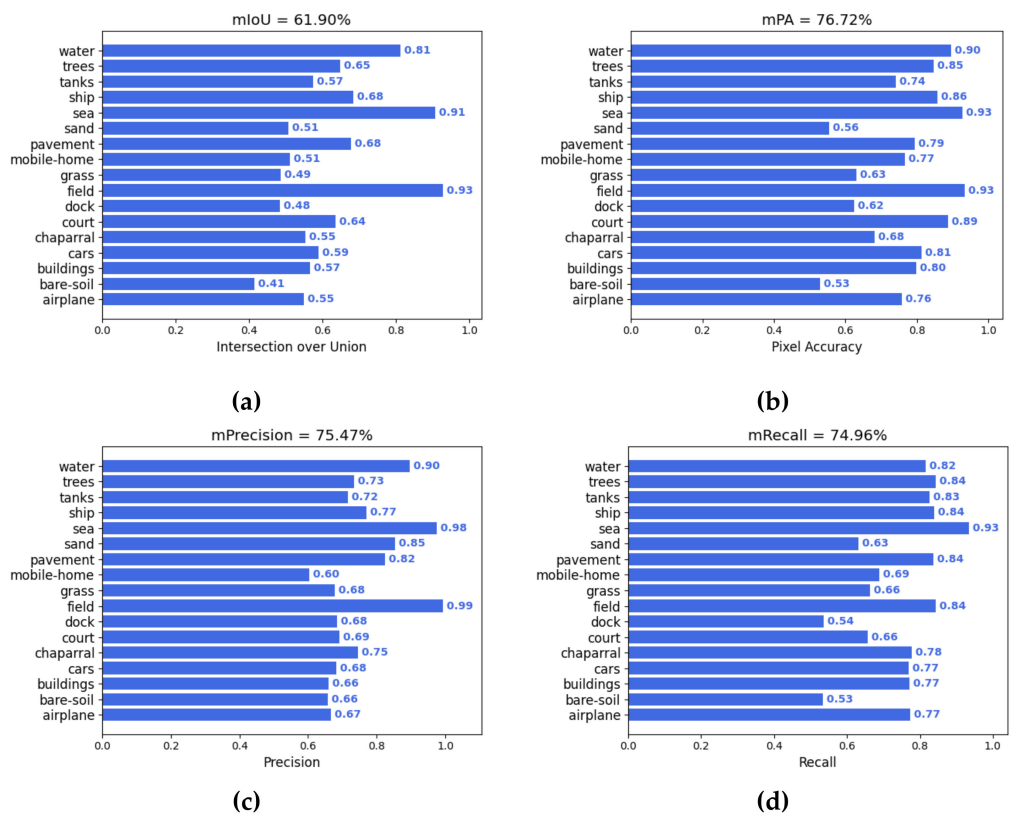 mIoU = 61.90%
water 0.81
trees 0.65
tanks 0.57
ship 0.68
sea 0.91
sand 0.51
pavement 0.68
mobile-home 0.51
grass 0.49
field 0.93
dock 0.48
court 0.64
chaparral 0.55
cars 0.59
buildings 0.57
bare-soil 0.41
airplane 0.55
0.0 0.2 0.4 0.6 0.8 1.0
Intersection over Union
(a)
mPA = 76.72%
water 0.90
trees 0.85
tanks 0.74
ship 0.86
sea 0.93
sand 0.56
pavement 0.79
mobile-home 0.77
grass 0.63
field 0.93
dock 0.62
court 0.89
chaparral 0.68
cars 0.81
buildings 0.80
bare-soil 0.53
airplane 0.76
0.0 0.2 0.4 0.6 0.8 1.0
Pixel Accuracy
(b)
mPrecision = 75.47%
water 0.90
trees 0.73
tanks 0.72
ship 0.77
sea 0.98
sand 0.85
pavement 0.82
mobile-home 0.60
grass 0.68
field 0.99
dock 0.68
court 0.69
chaparral 0.75
cars 0.68
buildings 0.66
bare-soil 0.66
airplane 0.67
0.0 0.2 0.4 0.6 0.8 1.0
Precision
(c)
mRecall = 74.96%
water 0.82
trees 0.84
tanks 0.83
ship 0.84
sea 0.93
sand 0.63
pavement 0.84
mobile-home 0.69
grass 0.66
field 0.84
dock 0.54
court 0.66
chaparral 0.78
cars 0.77
buildings 0.77
bare-soil 0.53
airplane 0.77
0.0 0.2 0.4 0.6 0.8 1.0
Recall
(d)